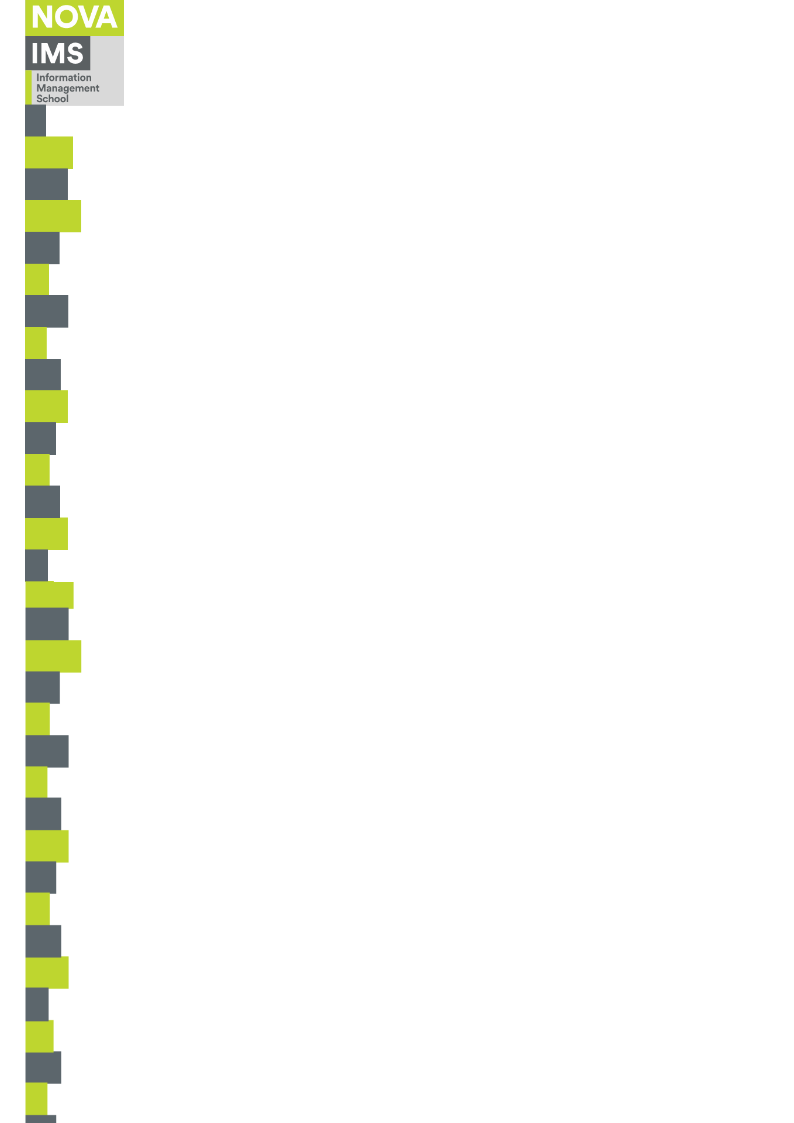 NOVA
IMS
Information
Management
School